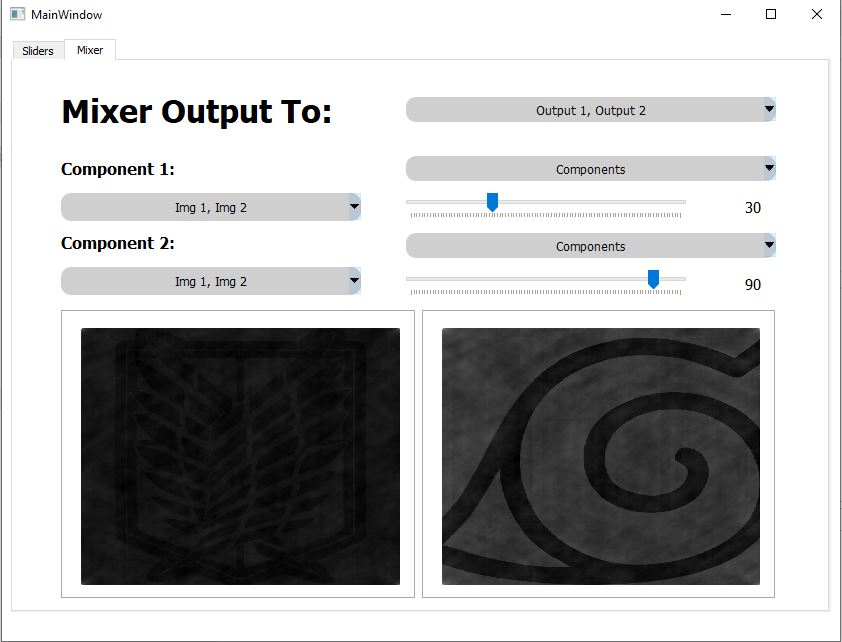 MainWindow
Sliders
Mixer
Mixer Output To:
Output 1, Output 2
Component 1:
Components
Img 1, Img 2
30
Component 2:
Components
Img 1, Img 2
90